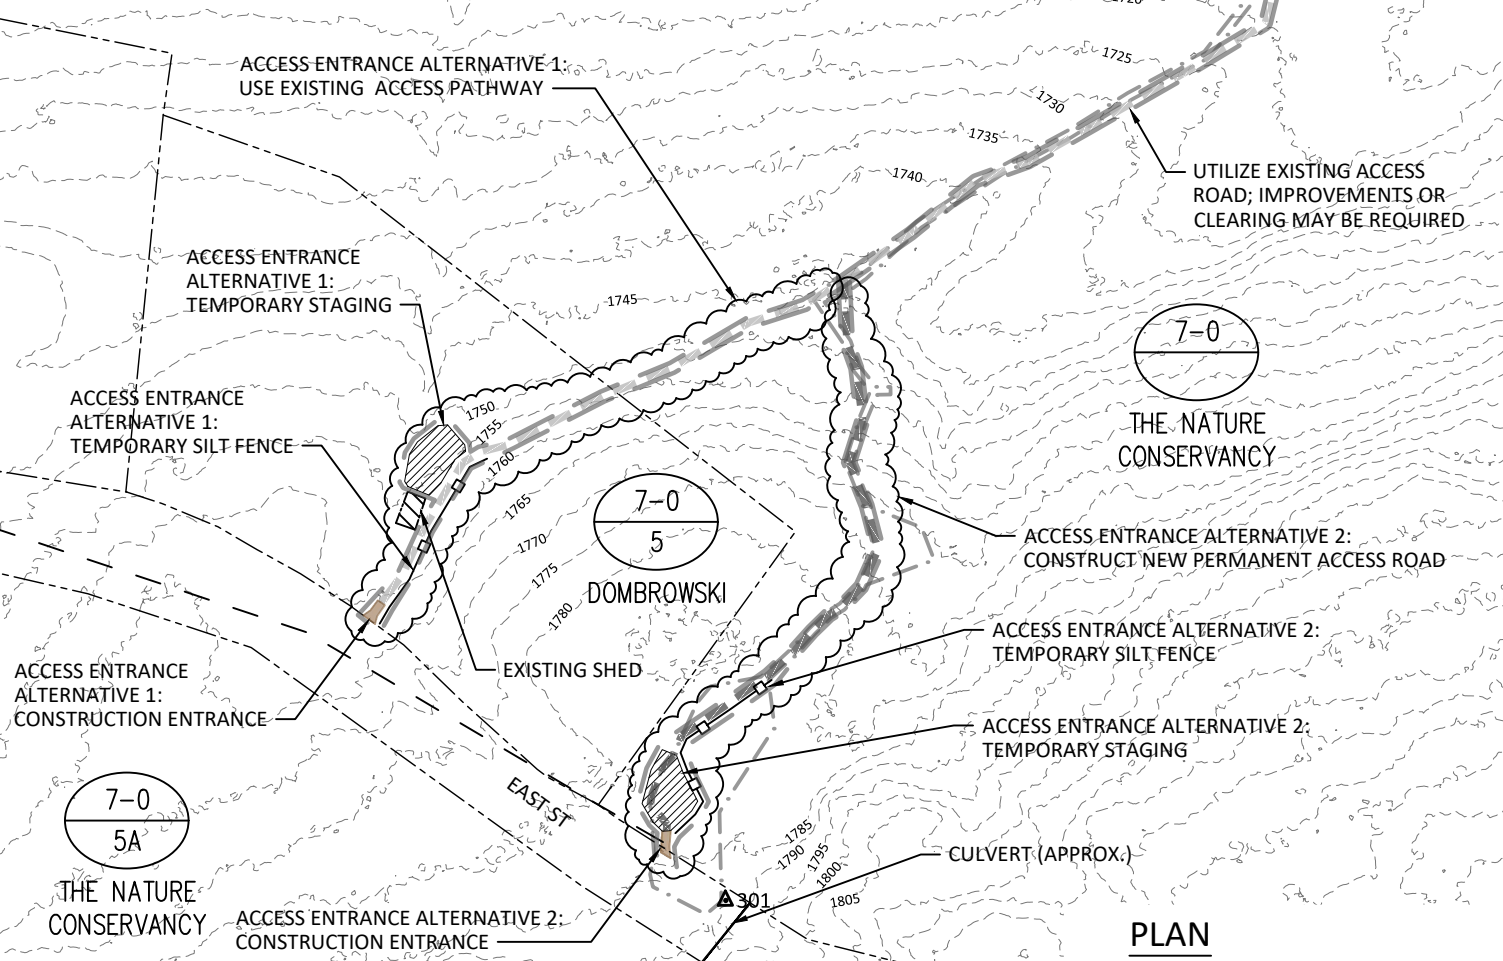 1720
1725
ACCESS ENTRANCE ALTERNATIVE 1:
USE EXISTING ACCESS PATHWAY
1730
1735
1740
UTILIZE EXISTING ACCESS
ROAD; IMPROVEMENTS OR
CLEARING MAY BE REQUIRED
ACCESS ENTRANCE
ALTERNATIVE 1:
TEMPORARY STAGING
1745
7-0
THE NATURE
CONSERVANCY
ACCESS ENTRANCE
ALTERNATIVE 1:
TEMPORARY SILT FENCE
1750
1755
1760
1765
1770
1775
1780
7-0
5
DOMBROWSKI
ACCESS ENTRANCE ALTERNATIVE 2:
CONSTRUCT NEW PERMANENT ACCESS ROAD
ACCESS ENTRANCE ALTERNATIVE 2:
TEMPORARY SILT FENCE
EXISTING SHED
ACCESS ENTRANCE
ALTERNATIVE 1:
CONSTRUCTION ENTRANCE
ACCESS ENTRANCE ALTERNATIVE 2:
TEMPORARY STAGING
EAST ST
7-0
5A
THE NATURE
CONSERVANCY
1785
1790
1795
1800
1805
CULVERT (APPROX.)
301
ACCESS ENTRANCE ALTERNATIVE 2:
CONSTRUCTION ENTRANCE
PLAN